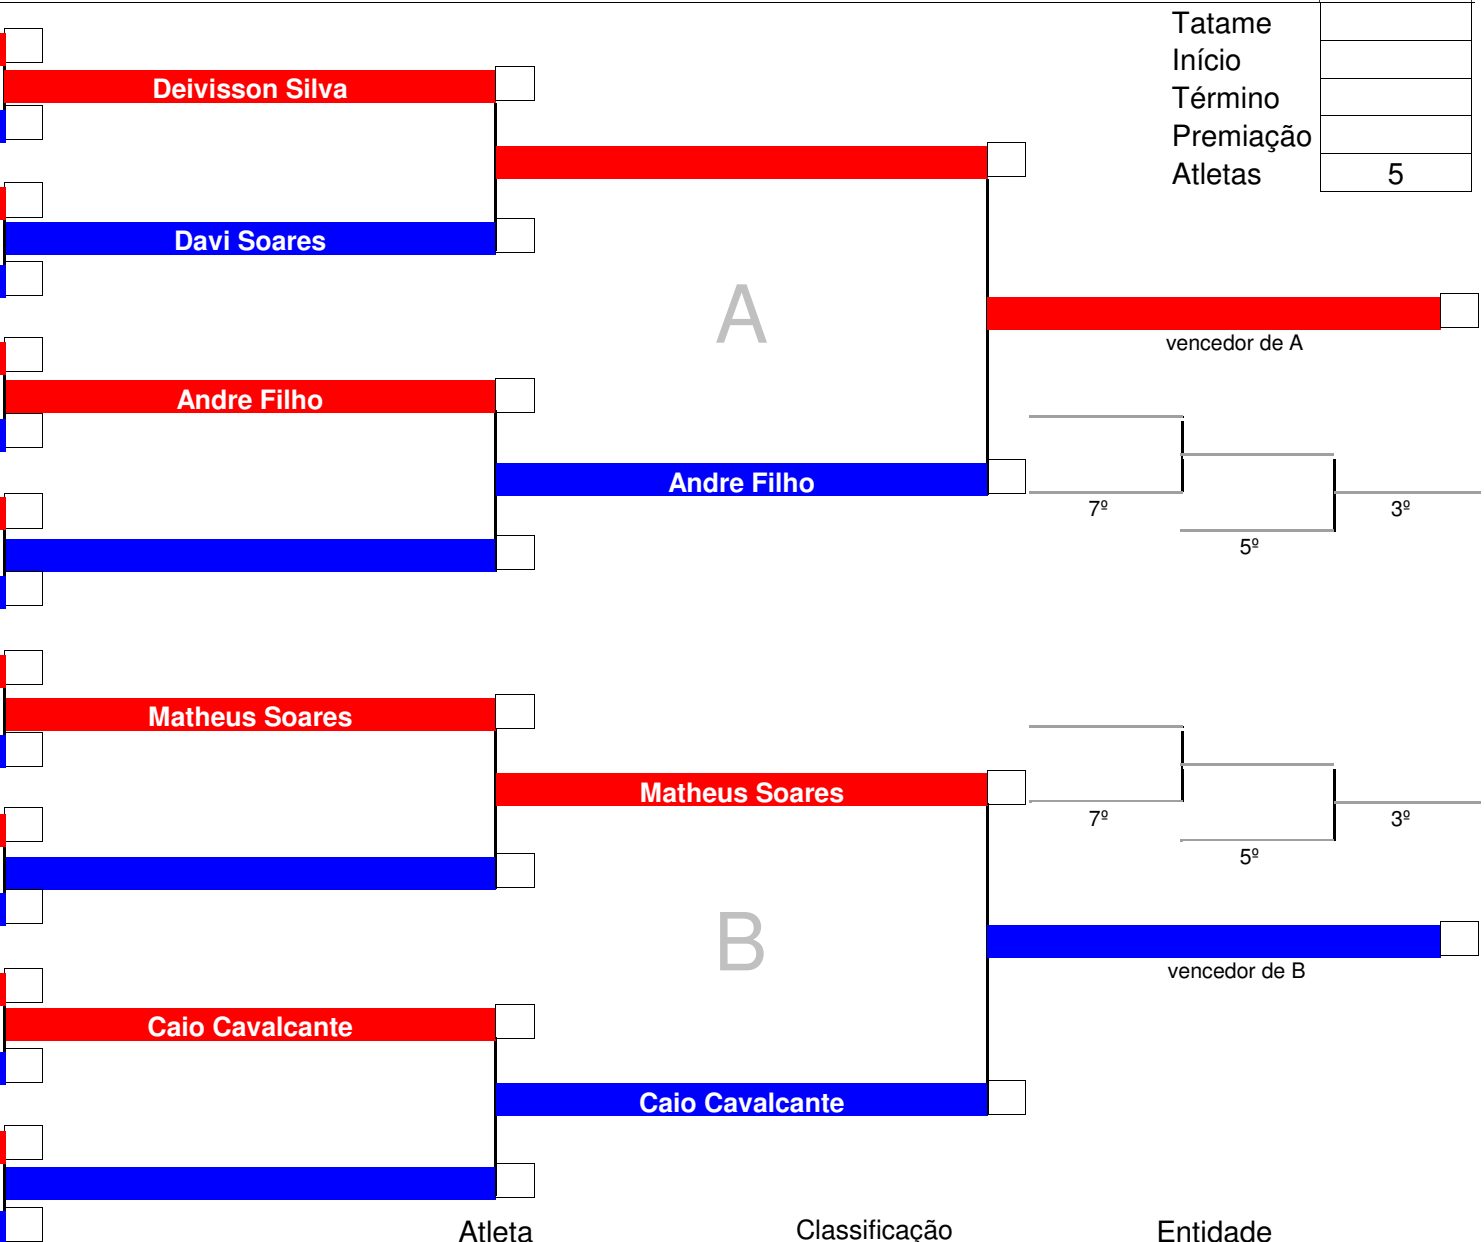 Tatame
Início
Deivisson Silva
Término
Premiação
Atletas 5
Davi Soares
A
vencedor de A
Andre Filho
Andre Filho
7º 3º
5º
Matheus Soares
Matheus Soares
7º 3º
5º
B
vencedor de B
Caio Cavalcante
Caio Cavalcante
Atleta Classificação Entidade